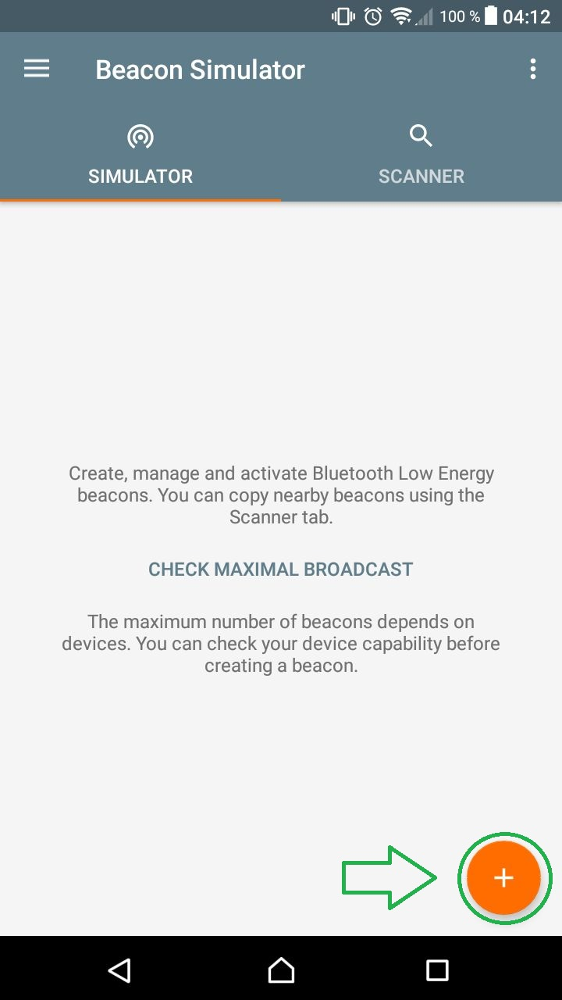 100 % 04:12
Beacon Simulator
SIMULATOR
SCANNER
Create, manage and activate Bluetooth Low Energy
beacons. You can copy nearby beacons using the
Scanner tab.
CHECK MAXIMAL BROADCAST
The maximum number of beacons depends on
devices. You can check your device capability before
creating a beacon.
+